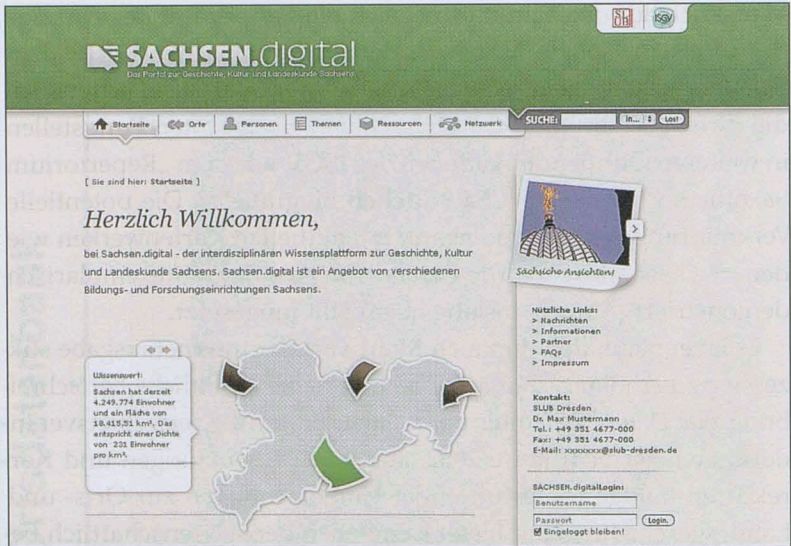 SLUB ISGV
SACHSEN.digital
Das Portal zur Geschichte, Kultur und Landeskunde Sachsens
Startseite Orte Personen Themen Ressourcen Netzwerk SUCHE: in... Los!
[ Sie sind hier: Startseite ]
Herzlich Willkommen,
bei Sachsen.digital - der interdisziplinären Wissensplattform zur Geschichte, Kultur
und Landeskunde Sachsens. Sachsen.digital ist ein Angebot von verschiedenen
Bildungs- und Forschungseinrichtungen Sachsens.
Wissenswert:
Sachsen hat derzeit
4.249.774 Einwohner
und ein Fläche von
18.415,51 km². Das
entspricht einer Dichte
von 231 Einwohner
pro km².
Sächsiche Ansichten!
Nützliche Links:
> Nachrichten
> Informationen
> Partner
> FAQs
> Impressum
Kontakt:
SLUB Dresden
Dr. Max Mustermann
Tel.: +49 351 4677-000
Fax: +49 351 4677-000
E-Mail: xxxxxxx@slub-dresden.de
SACHSEN.digitalLogin:
Benutzername
Passwort Login.
Eingeloggt bleiben!